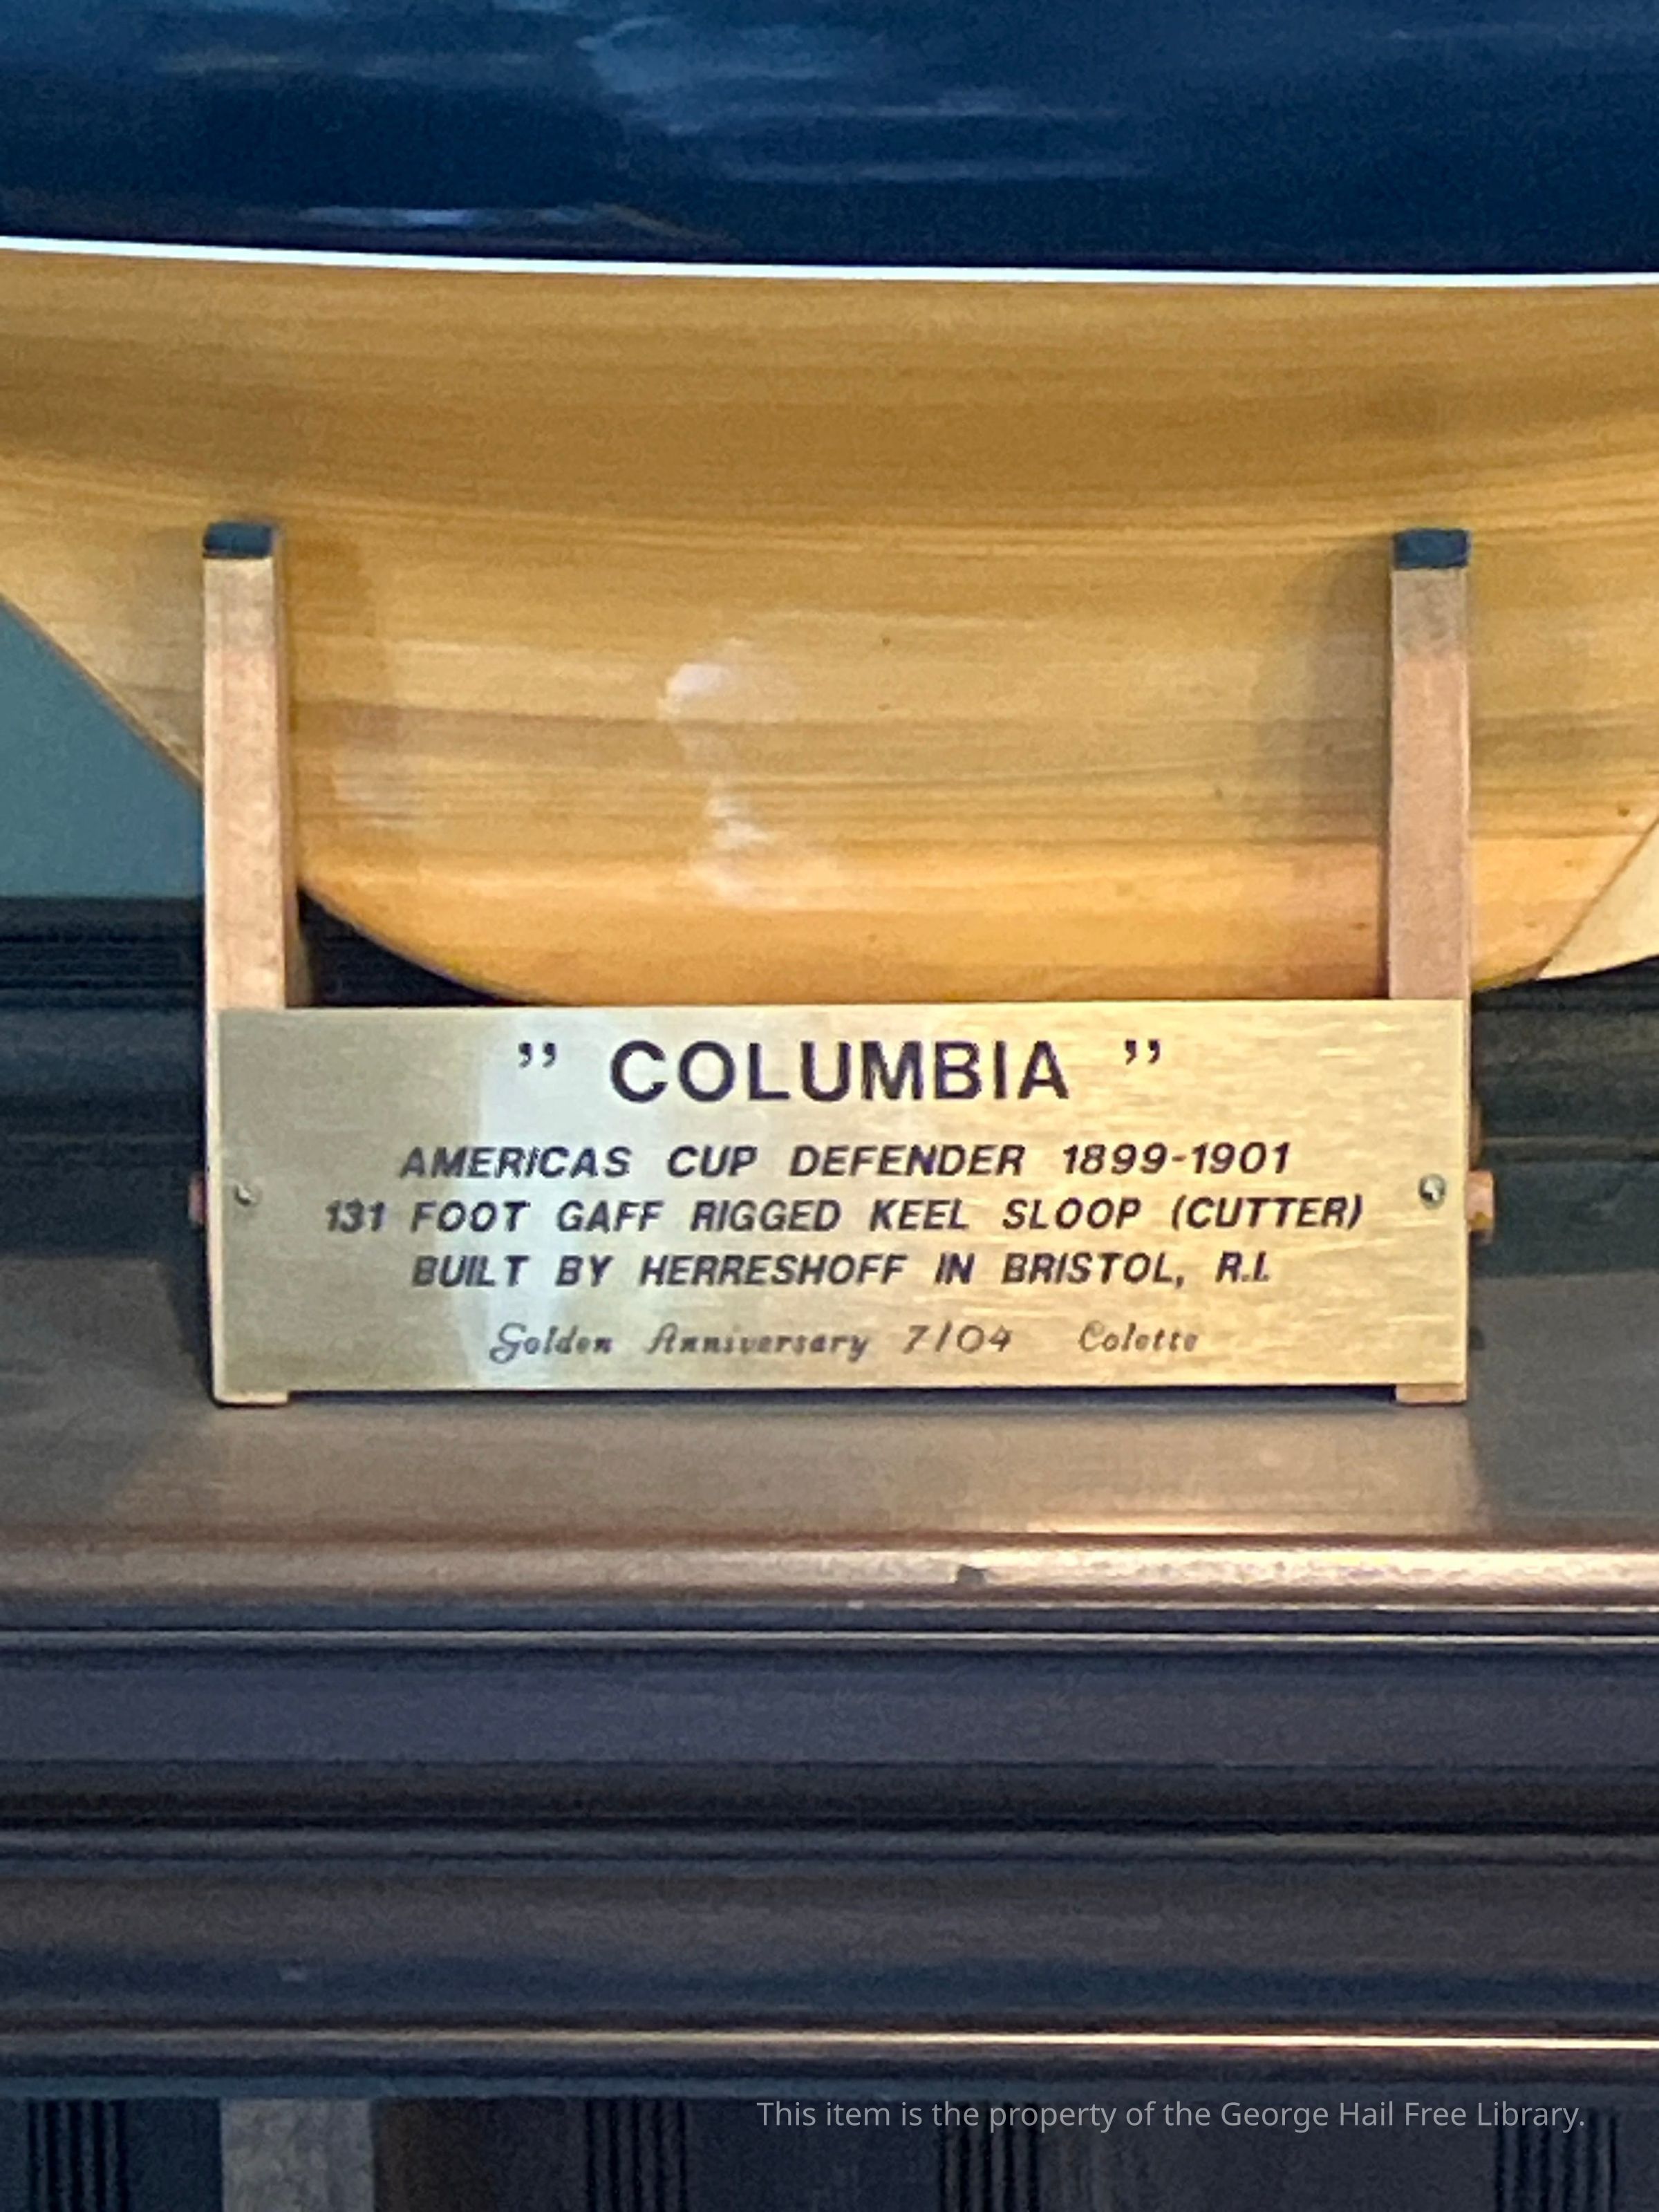 ” COLUMBIA ”
AMERICAS CUP DEFENDER 1899-1901
131 FOOT GAFF RIGGED KEEL SLOOP (CUTTER)
BUILT BY HERRESHOFF IN BRISTOL, R.I.
Golden Anniversary 7/04 Colette
This item is the property of the George Hail Free Library.